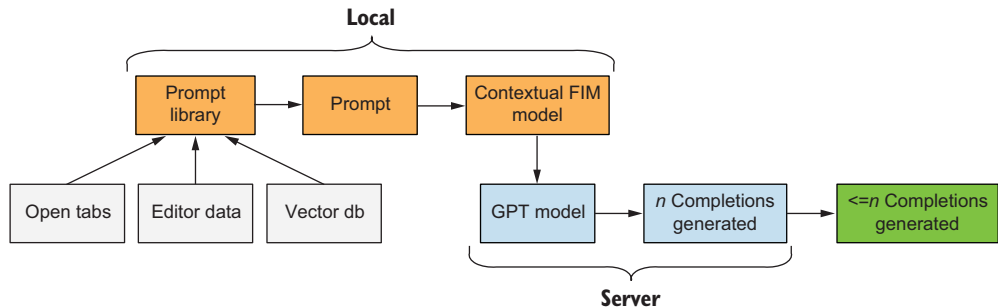 Local
Prompt
library
Prompt
Contextual FIM
model
Open tabs
Editor data
Vector db
GPT model
n Completions
generated
<=n Completions
generated
Server